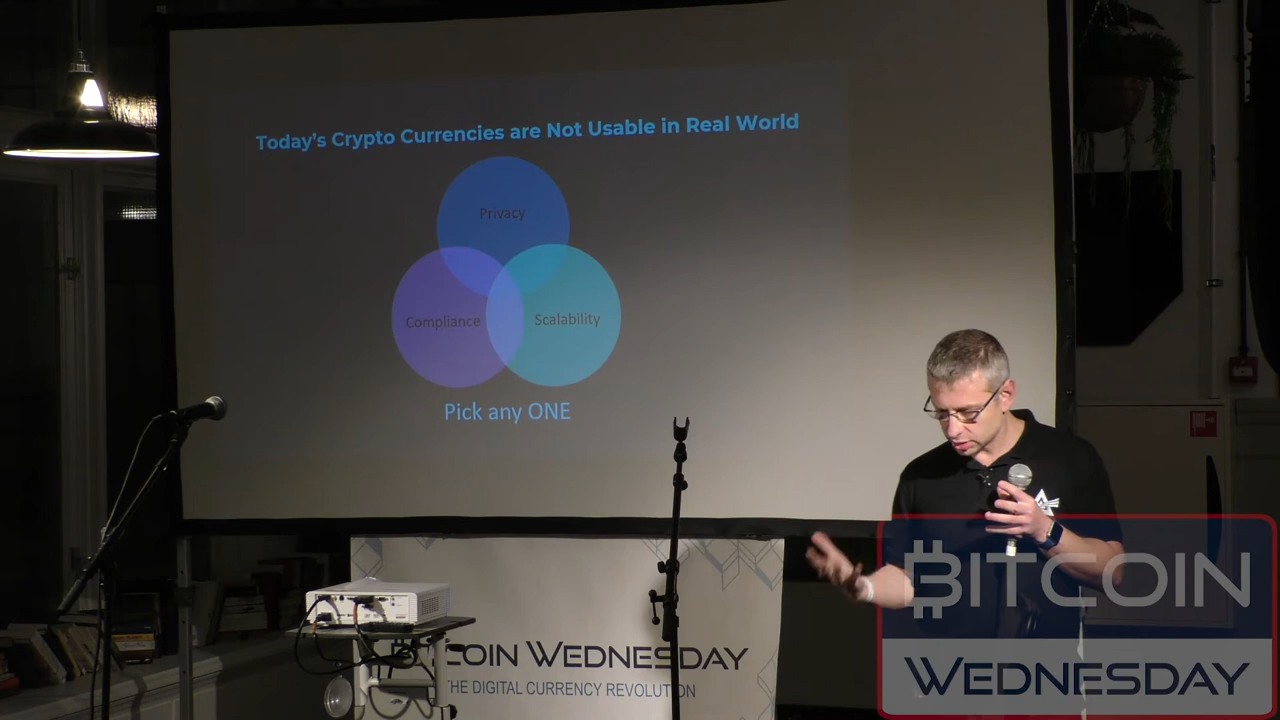 Today's Crypto Currencies are Not Usable in Real World
Privacy
Compliance
Scalability
Pick any ONE
COIN WEDNESDAY
THE DIGITAL CURRENCY REVOLUTION
BITCOIN
WEDNESDAY